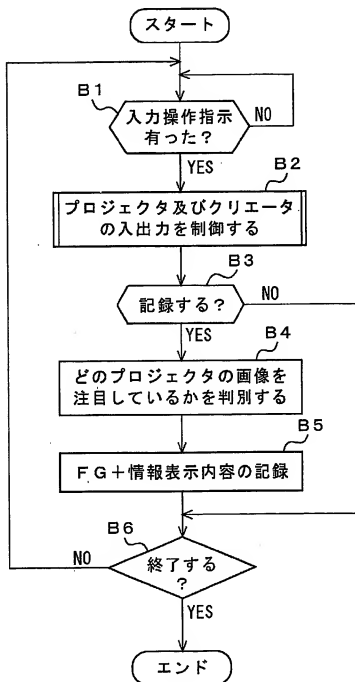 スタート
B1
入力操作指示
有った?
NO
YES
B2
プロジェクタ及びクリエータ
の入出力を制御する
B3
記録する?
NO
YES
B4
どのプロジェクタの画像を
注目しているかを判別する
B5
FG+情報表示内容の記録
B6
NO
終了する
?
YES
エンド